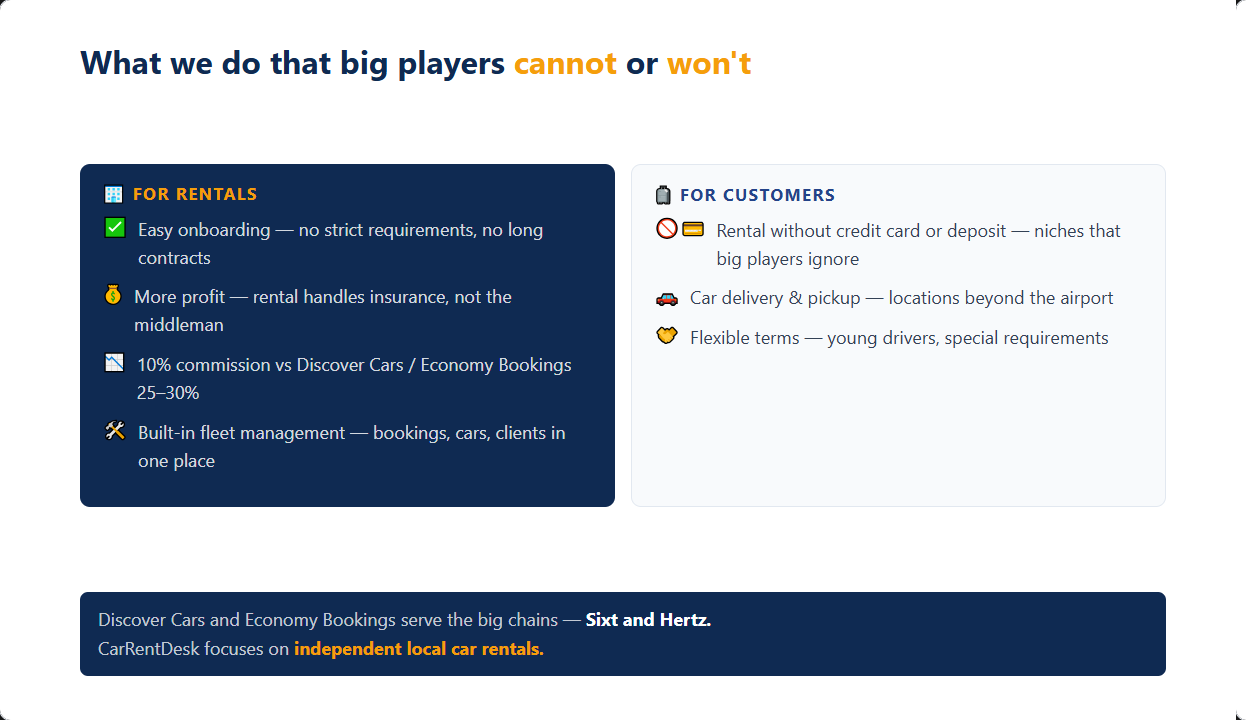 What we do that big players cannot or won't
FOR RENTALS
Easy onboarding — no strict requirements, no long
contracts
More profit — rental handles insurance, not the
middleman
10% commission vs Discover Cars / Economy Bookings
25–30%
Built-in fleet management — bookings, cars, clients in
one place
FOR CUSTOMERS
Rental without credit card or deposit — niches that
big players ignore
Car delivery & pickup — locations beyond the airport
Flexible terms — young drivers, special requirements
Discover Cars and Economy Bookings serve the big chains — Sixt and Hertz.
CarRentDesk focuses on independent local car rentals.